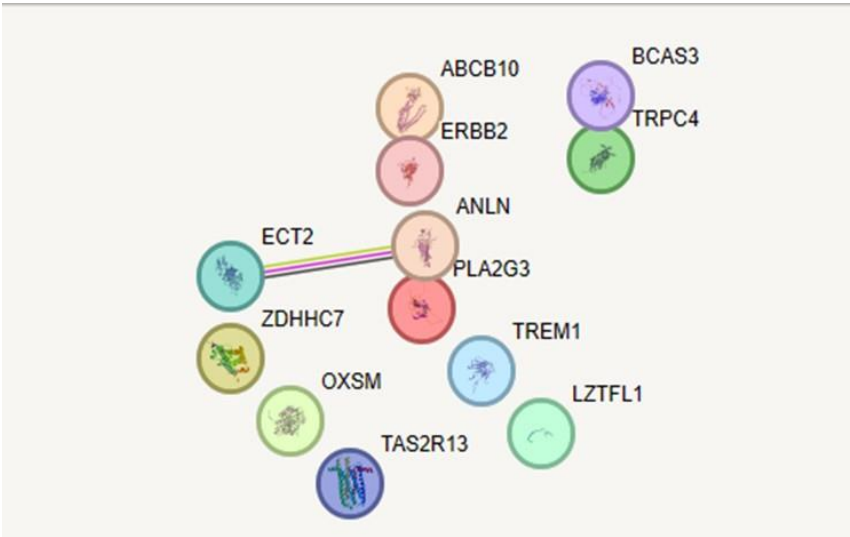 BCAS3
ABCB10
TRPC4
ERBB2
ANLN
ECT2
PLA2G3
ZDHHC7
TREM1
OXSM
LZTFL1
TAS2R13